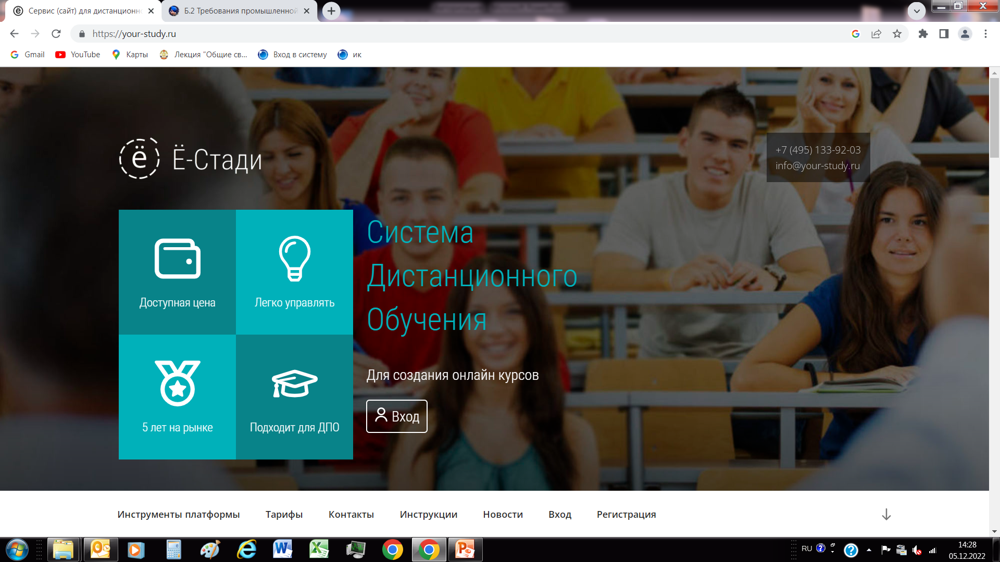 Сервис (сайт) для дистанционн
Б.2 Требования промышленной
https://your-study.ru
Gmail
YouTube
Карты
Лекция "Общие св...
Вход в систему
ик
ё
Ё-Стади
+7 (495) 133-92-03
info@your-study.ru
Доступная цена
Легко управлять
5 лет на рынке
Подходит для ДПО
Система
Дистанционного
Обучения
Для создания онлайн курсов
Вход
Инструменты платформы
Тарифы
Контакты
Инструкции
Новости
Вход
Регистрация
RU
14:28
05.12.2022